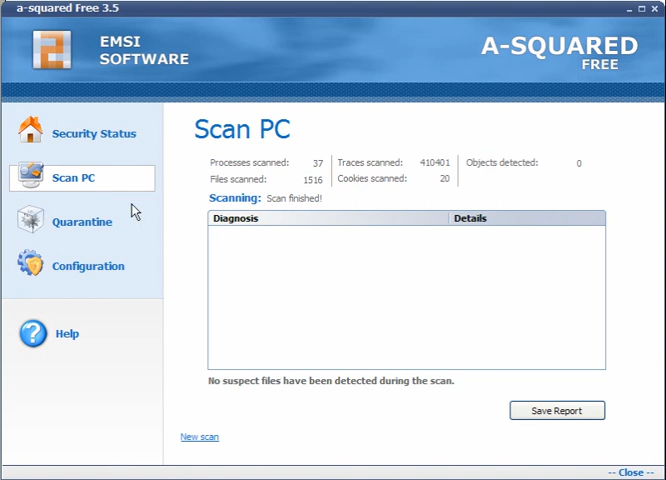 a-squared Free 3.5
EMSI
SOFTWARE
A-SQUARED
FREE
Security Status
Scan PC
Quarantine
Configuration
Help
Scan PC
Processes scanned: 37 Traces scanned: 410401 Objects detected: 0
Files scanned: 1516 Cookies scanned: 20
Scanning: Scan finished!
Diagnosis Details
No suspect files have been detected during the scan.
Save Report
New scan
-- Close --